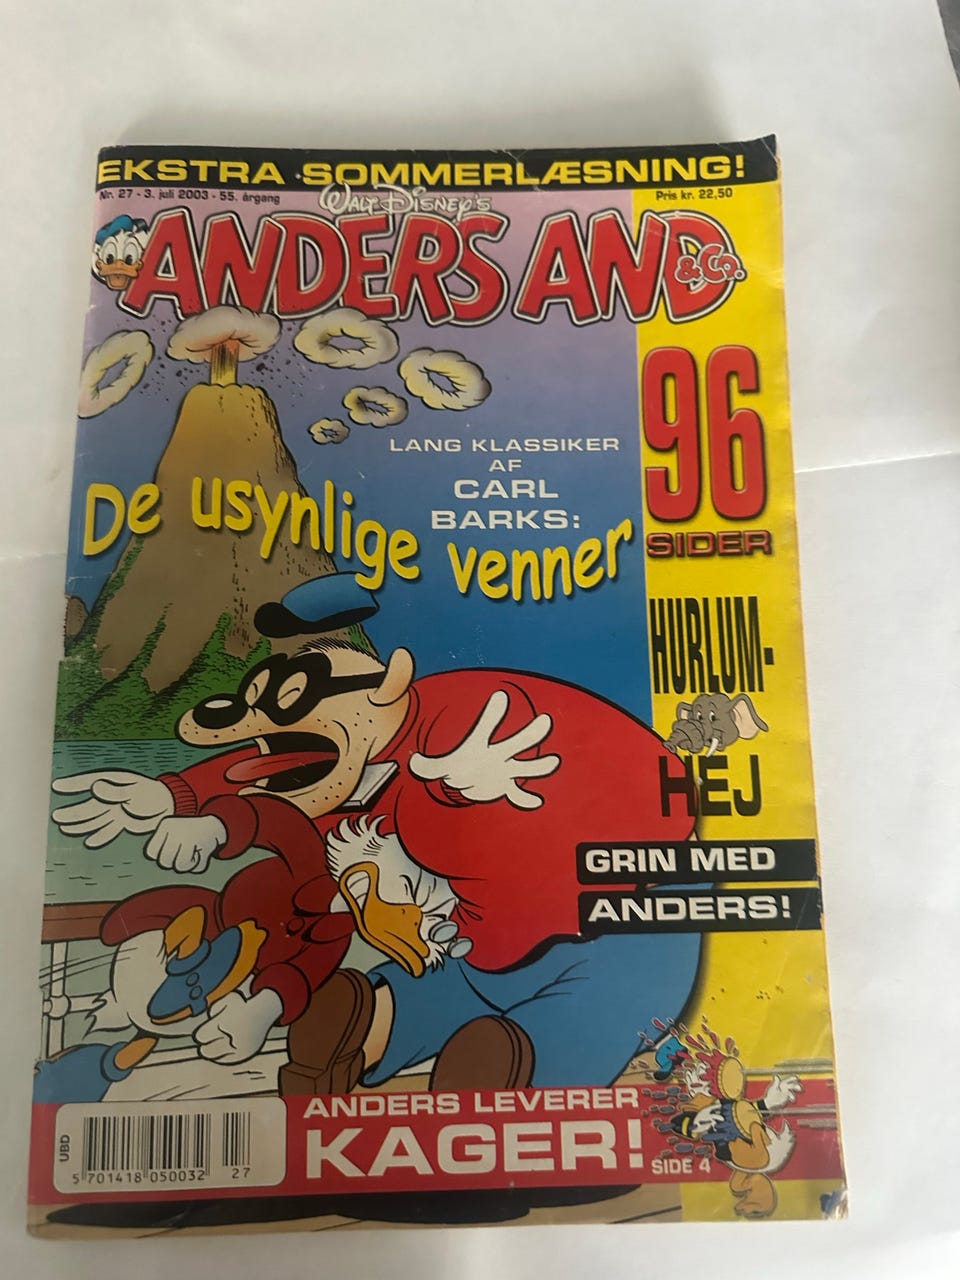 EKSTRA SOMMERLÆSNING!
Nr. 27 - 3. juli 2003 - 55. årgang
Pris kr. 22,50
WALT DISNEY'S
ANDERS AND
& Co.
96
SIDER
LANG KLASSIKER
AF
CARL
BARKS:
De usynlige venner
HURLUM-
HEJ
GRIN MED
ANDERS!
ANDERS LEVERER
KAGER!
SIDE 4
UBD
5 701418 050032
27